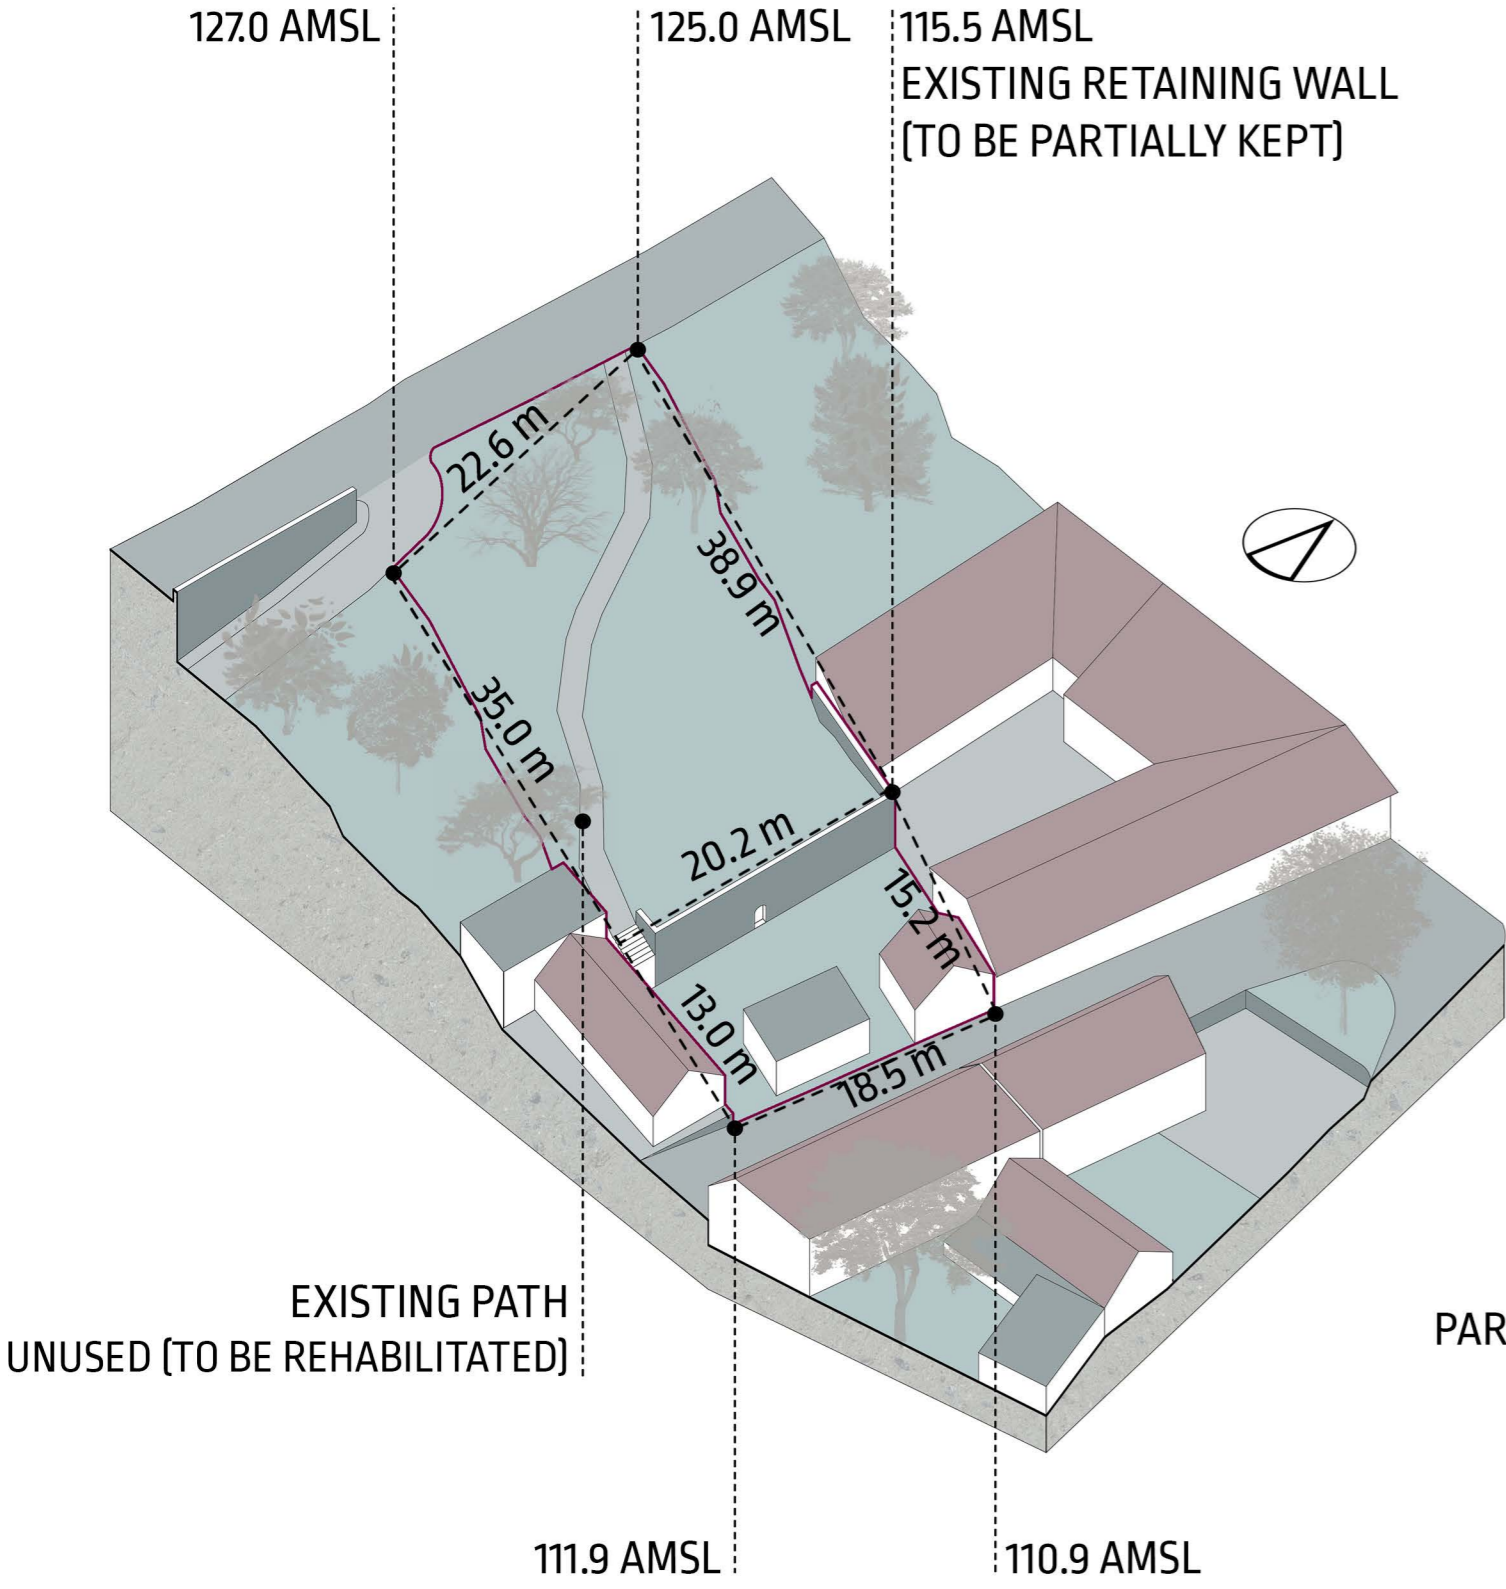 127.0 AMSL
125.0 AMSL
115.5 AMSL
EXISTING RETAINING WALL
(TO BE PARTIALLY KEPT)
22.6 m
38.9 m
35.0 m
20.2 m
15.2 m
13.0 m
18.5 m
EXISTING PATH
UNUSED (TO BE REHABILITATED)
PAR
111.9 AMSL
110.9 AMSL